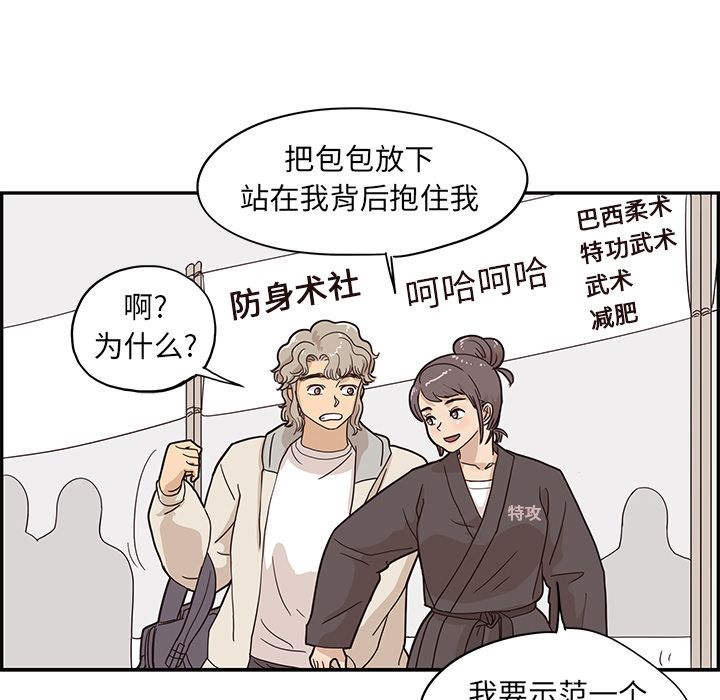 把包包放下
站在我背后抱住我
啊?
为什么?
防身术社
呵哈呵哈
巴西柔术
特功武术
武术
减肥
特攻
我要示范一个